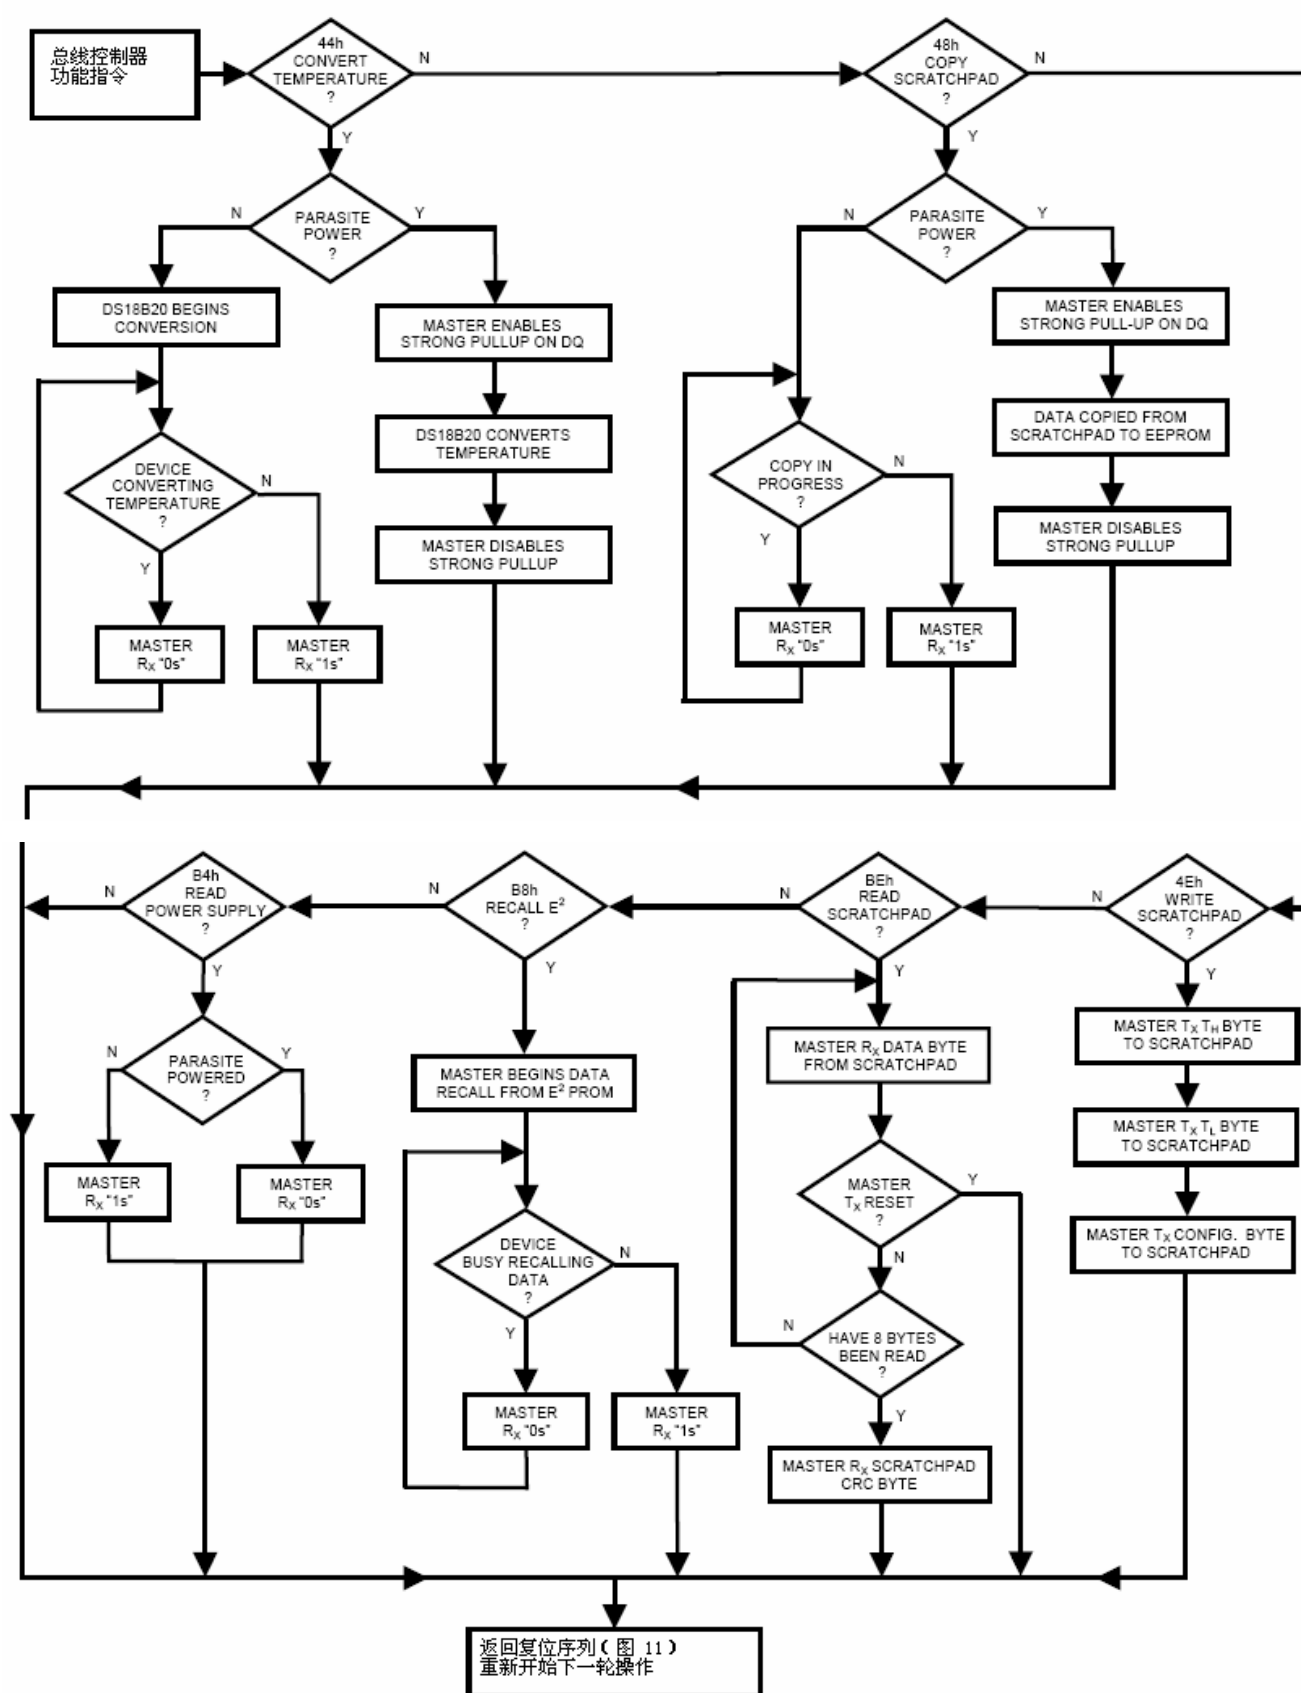 总线控制器
功能指令
44h
CONVERT
TEMPERATURE
?
N
Y
48h
COPY
SCRATCHPAD
?
N
Y
PARASITE
POWER
?
N
Y
DS18B20 BEGINS
CONVERSION
MASTER ENABLES
STRONG PULLUP ON DQ
DS18B20 CONVERTS
TEMPERATURE
MASTER DISABLES
STRONG PULLUP
DEVICE
CONVERTING
TEMPERATURE
?
N
Y
MASTER
RX "0s"
MASTER
RX "1s"
PARASITE
POWER
?
N
Y
MASTER ENABLES
STRONG PULL-UP ON DQ
DATA COPIED FROM
SCRATCHPAD TO EEPROM
MASTER DISABLES
STRONG PULLUP
COPY IN
PROGRESS
?
N
Y
MASTER
RX "0s"
MASTER
RX "1s"
B4h
READ
POWER SUPPLY
?
N
Y
PARASITE
POWERED
?
N
Y
MASTER
RX "1s"
MASTER
RX "0s"
B8h
RECALL E²
?
N
Y
MASTER BEGINS DATA
RECALL FROM E² PROM
DEVICE
BUSY RECALLING
DATA
?
N
Y
MASTER
RX "0s"
MASTER
RX "1s"
BEh
READ
SCRATCHPAD
?
N
Y
MASTER RX DATA BYTE
FROM SCRATCHPAD
MASTER
TX RESET
?
Y
N
HAVE 8 BYTES
BEEN READ
?
N
Y
MASTER RX SCRATCHPAD
CRC BYTE
4Eh
WRITE
SCRATCHPAD
?
N
Y
MASTER TX TH BYTE
TO SCRATCHPAD
MASTER TX TL BYTE
TO SCRATCHPAD
MASTER TX CONFIG. BYTE
TO SCRATCHPAD
返回复位序列(图 11)
重新开始下一轮操作